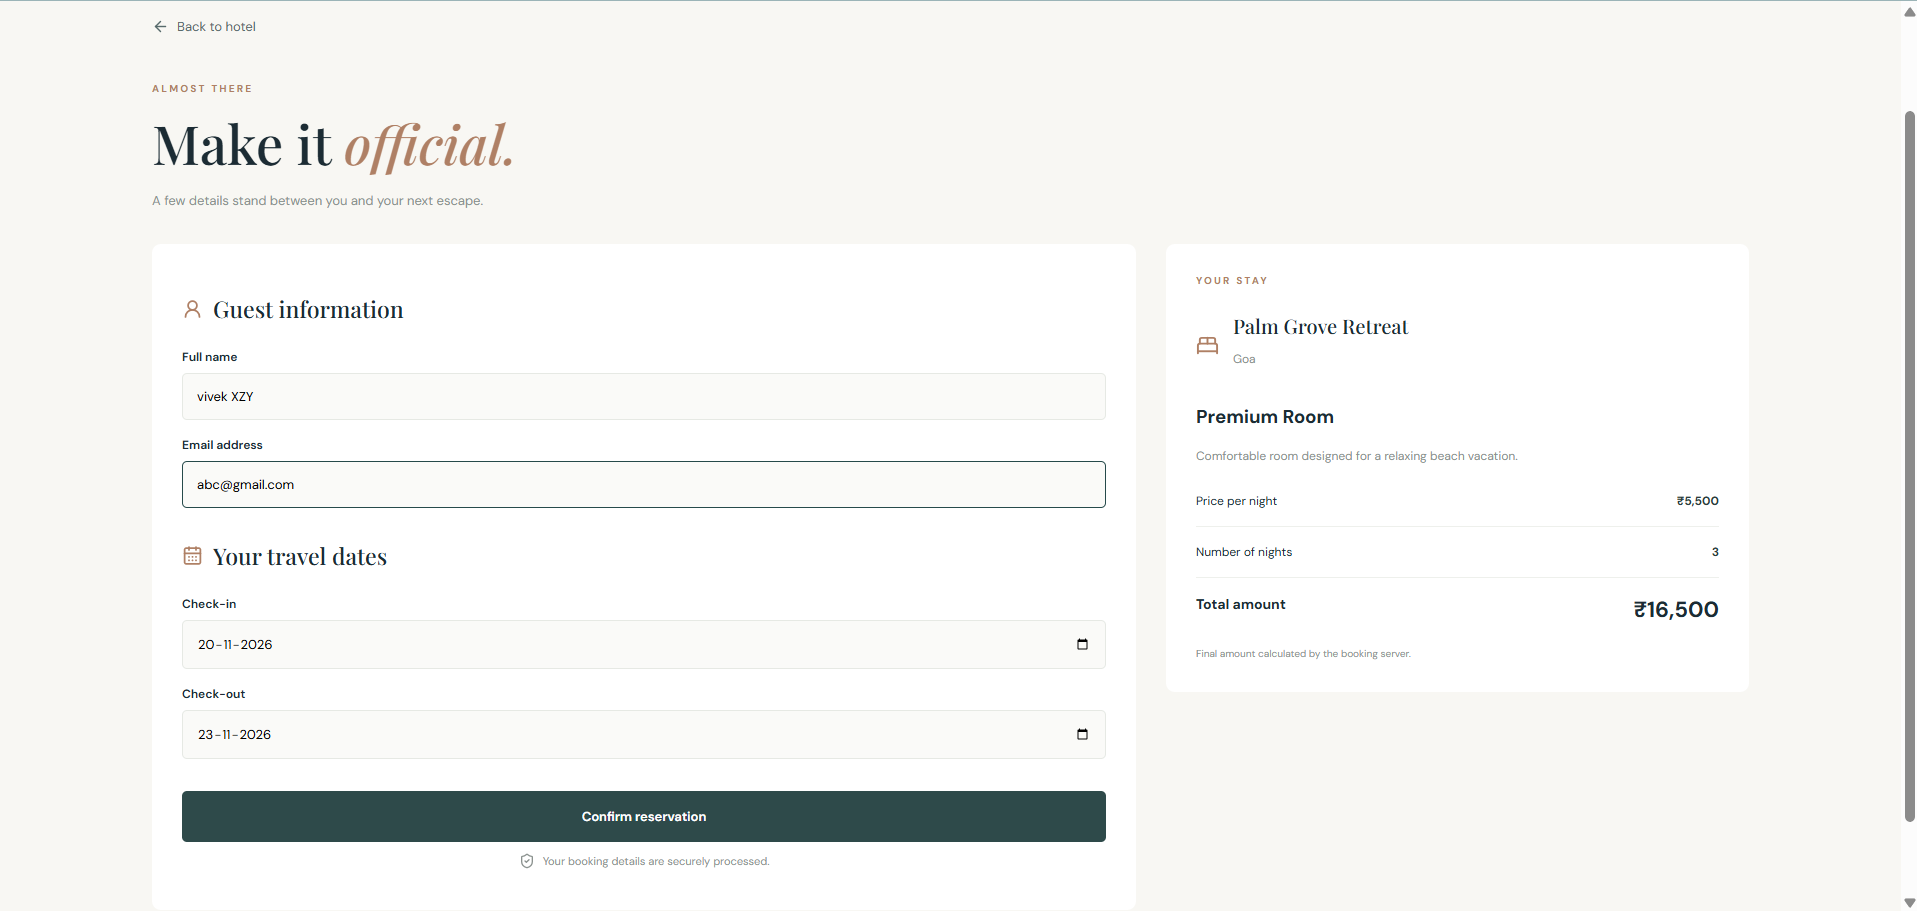 Back to hotel
ALMOST THERE
Make it official.
A few details stand between you and your next escape.
Guest information
Full name
vivek XZY
Email address
abc@gmail.com
Your travel dates
Check-in
20-11-2026
Check-out
23-11-2026
Confirm reservation
Your booking details are securely processed.
YOUR STAY
Palm Grove Retreat
Goa
Premium Room
Comfortable room designed for a relaxing beach vacation.
Price per night ₹5,500
Number of nights 3
Total amount ₹16,500
Final amount calculated by the booking server.